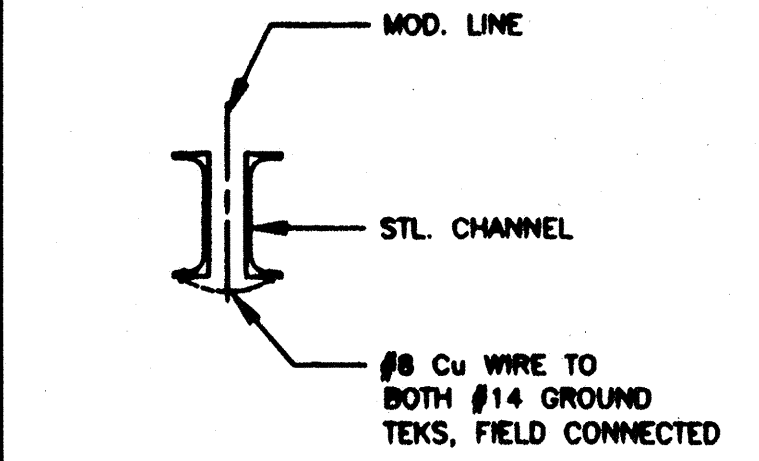 MOD. LINE
STL. CHANNEL
#8 Cu WIRE TO
BOTH #14 GROUND
TEKS, FIELD CONNECTED